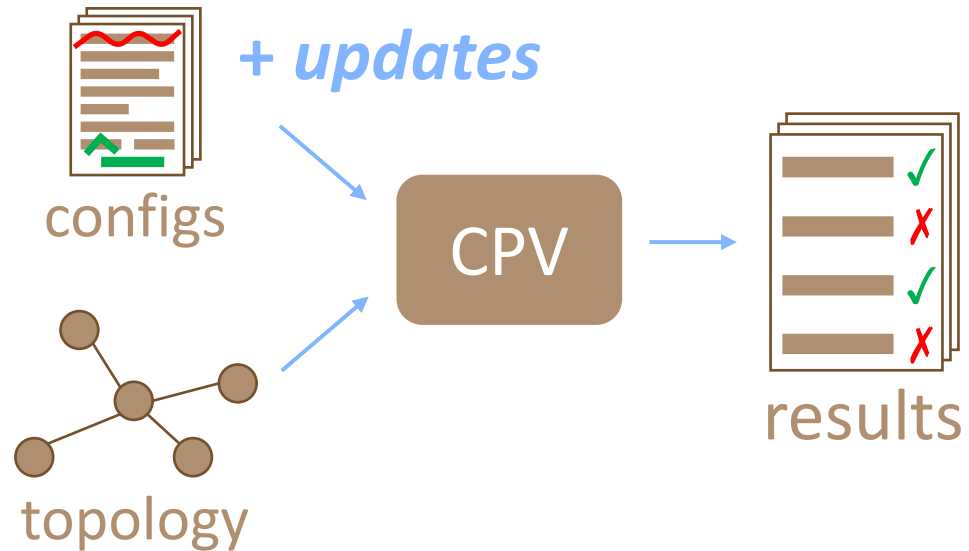 + updates
configs
CPV
topology
results